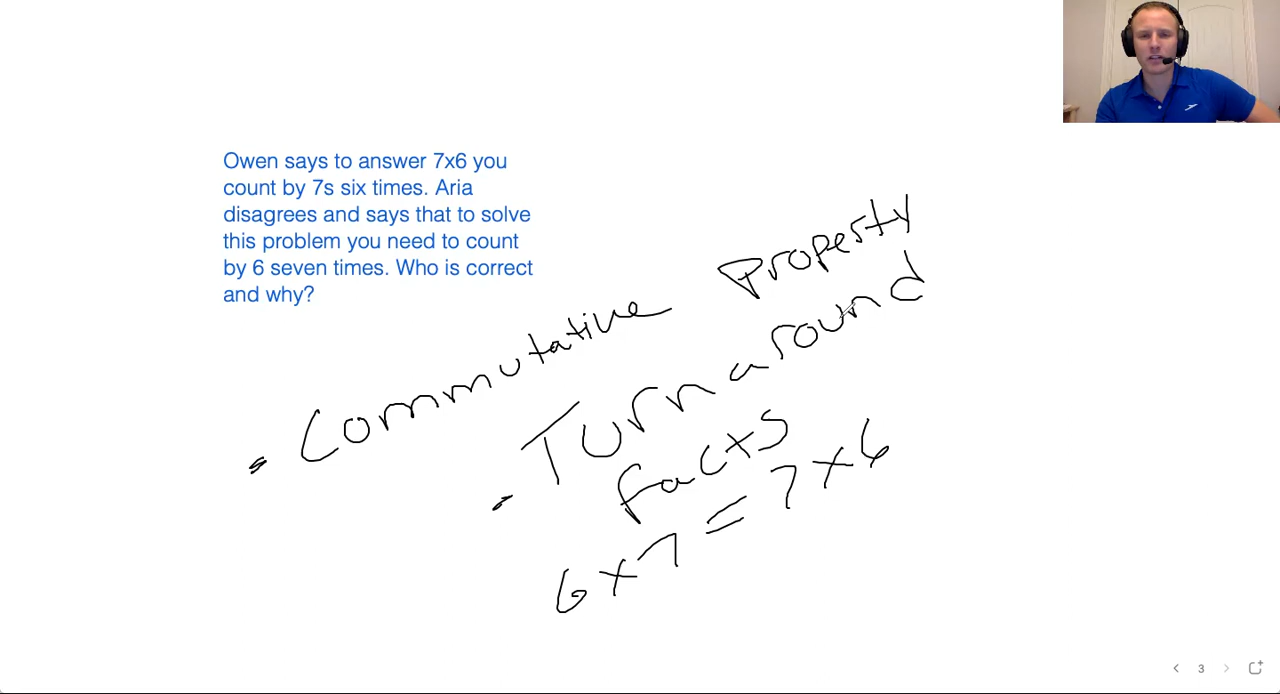 Owen says to answer 7x6 you
count by 7s six times. Aria
disagrees and says that to solve
this problem you need to count
by 6 seven times. Who is correct
and why?
Commutative Property
Turn around
facts
6x7=7x6
3